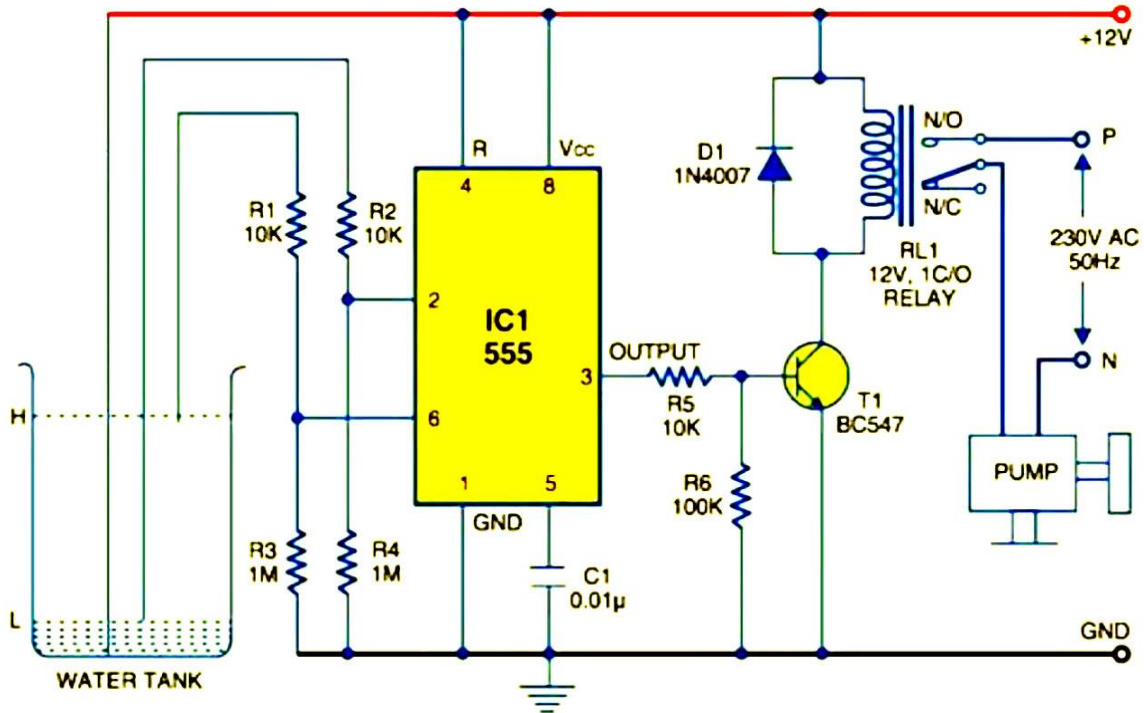 +12V
R
4
Vcc
8
R1
10K
R2
10K
2
IC1
555
6
1
5
GND
3
OUTPUT
R5
10K
R6
100K
R3
1M
R4
1M
C1
0.01µ
D1
1N4007
N/O
N/C
RL1
12V, 1C/O
RELAY
P
230V AC
50Hz
N
T1
BC547
PUMP
H
L
WATER TANK
GND